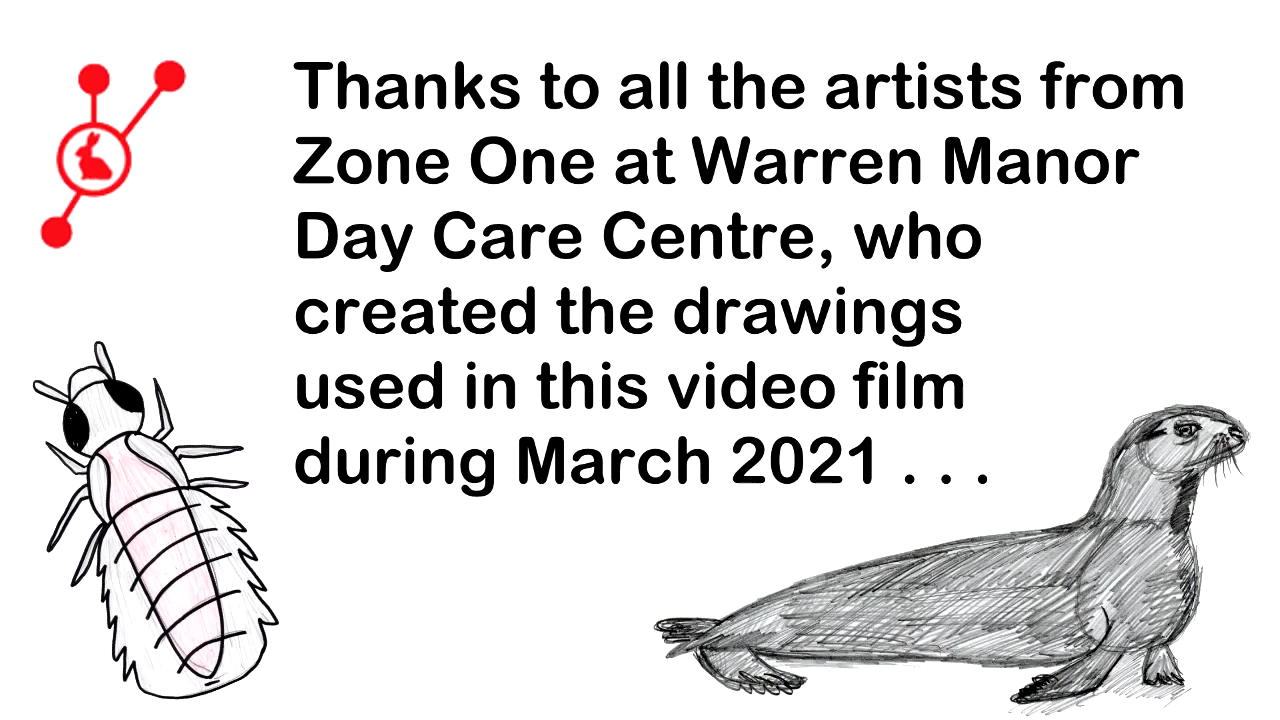 Thanks to all the artists from
Zone One at Warren Manor
Day Care Centre, who
created the drawings
used in this video film
during March 2021 . . .